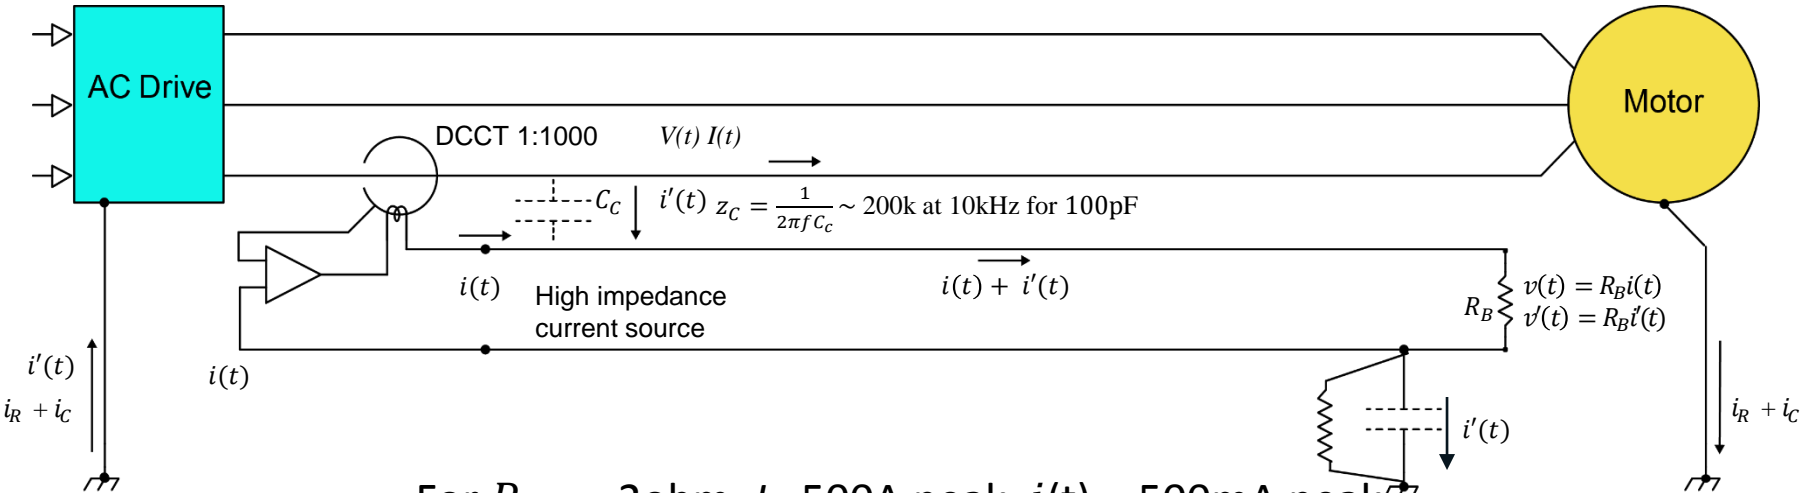 AC Drive
Motor
DCCT 1:1000
V(t) I(t)
C_C
i'(t)
z_C = 1/(2πfC_c) ~ 200k at 10kHz for 100pF
i(t)
i(t) + i'(t)
High impedance
current source
R_B
v(t) = R_B i(t)
v'(t) = R_B i'(t)
i(t)
i'(t)
i_R + i_C
i'(t)
i_R + i_C